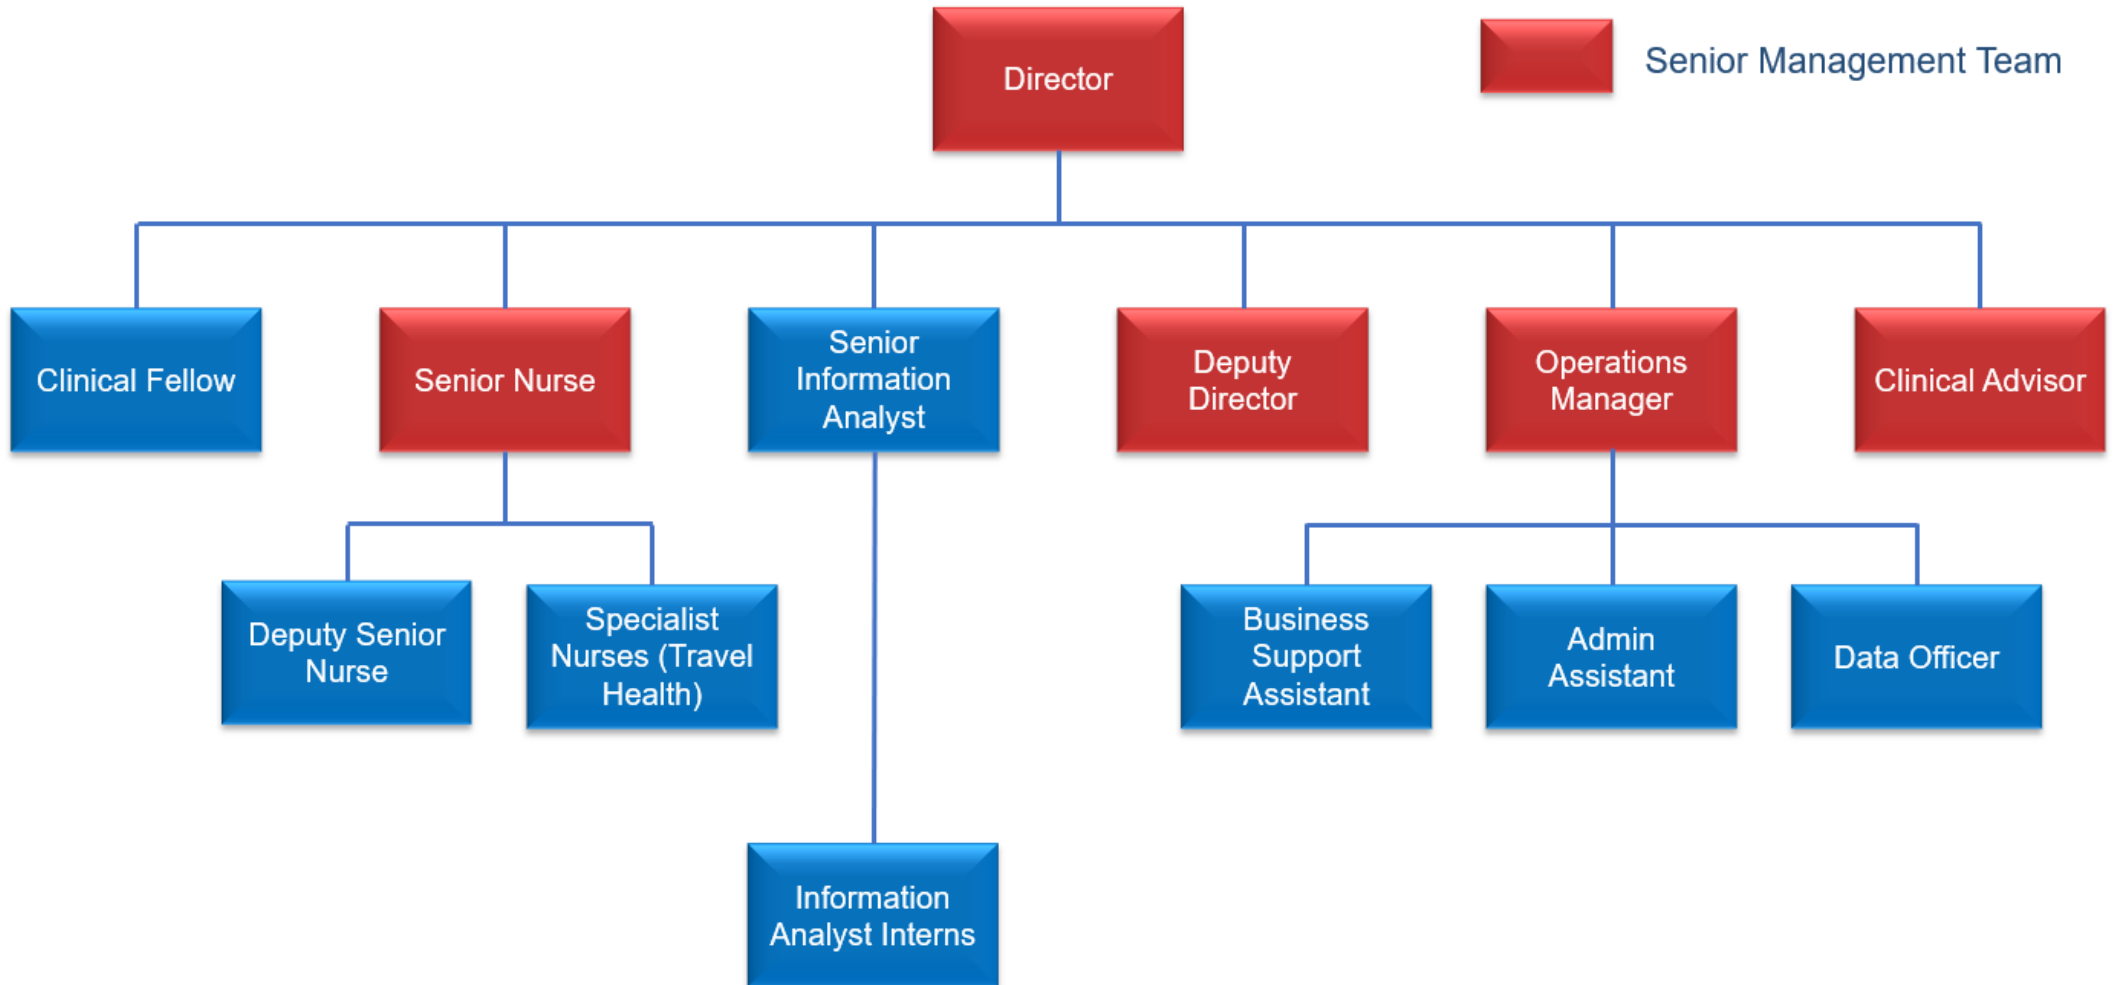 Director
Senior Management Team
Clinical Fellow
Senior Nurse
Senior
Information
Analyst
Deputy
Director
Operations
Manager
Clinical Advisor
Deputy Senior
Nurse
Specialist
Nurses (Travel
Health)
Business
Support
Assistant
Admin
Assistant
Data Officer
Information
Analyst Interns